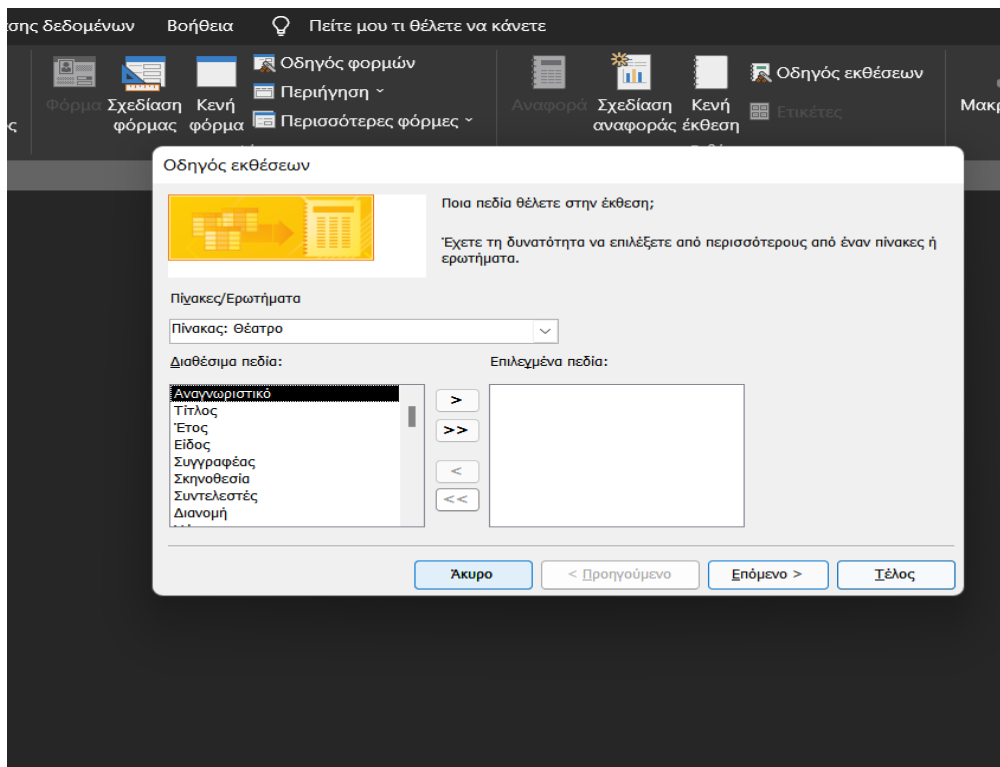 σης δεδομένων Βοήθεια Πείτε μου τι θέλετε να κάνετε
Φόρμα
Σχεδίαση φόρμας
Κενή φόρμα
Οδηγός φορμών
Περιήγηση
Περισσότερες φόρμες
Αναφορά
Σχεδίαση αναφοράς
Κενή έκθεση
Οδηγός εκθέσεων
Ετικέτες
Μακρ
ς
Οδηγός εκθέσεων
Ποια πεδία θέλετε στην έκθεση;
Έχετε τη δυνατότητα να επιλέξετε από περισσότερους από έναν πίνακες ή
ερωτήματα.
Πίνακες/Ερωτήματα
Πίνακας: Θέατρο
Διαθέσιμα πεδία:
Επιλεγμένα πεδία:
Αναγνωριστικό
Τίτλος
Έτος
Είδος
Συγγραφέας
Σκηνοθεσία
Συντελεστές
Διανομή
>
>>
<
<<
Άκυρο < Προηγούμενο Επόμενο > Τέλος